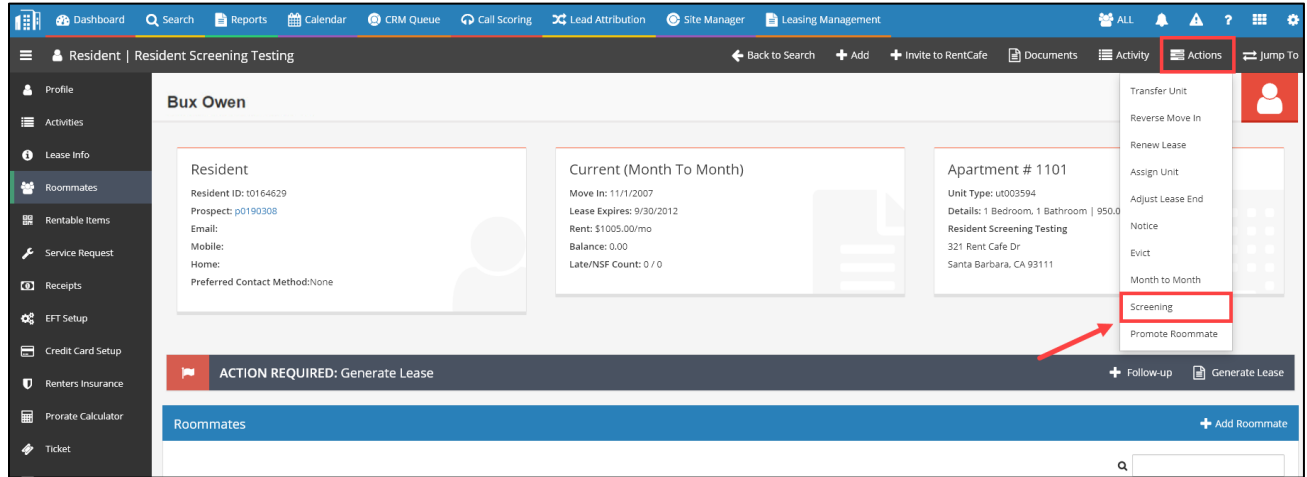 Dashboard Search Reports Calendar CRM Queue Call Scoring Lead Attribution Site Manager Leasing Management ALL ?
Resident | Resident Screening Testing Back to Search Add Invite to RentCafe Documents Activity Actions Jump To
Profile
Activities
Lease Info
Roommates
Rentable Items
Service Request
Receipts
EFT Setup
Credit Card Setup
Renters Insurance
Prorate Calculator
Ticket
Bux Owen
Resident
Resident ID: t0164629
Prospect: p0190308
Email:
Mobile:
Home:
Preferred Contact Method:None
Current (Month To Month)
Move In: 11/1/2007
Lease Expires: 9/30/2012
Rent: $1005.00/mo
Balance: 0.00
Late/NSF Count: 0 / 0
Apartment # 1101
Unit Type: ut003594
Details: 1 Bedroom, 1 Bathroom | 950.0
Resident Screening Testing
321 Rent Cafe Dr
Santa Barbara, CA 93111
Transfer Unit
Reverse Move In
Renew Lease
Assign Unit
Adjust Lease End
Notice
Evict
Month to Month
Screening
Promote Roommate
ACTION REQUIRED: Generate Lease Follow-up Generate Lease
Roommates Add Roommate